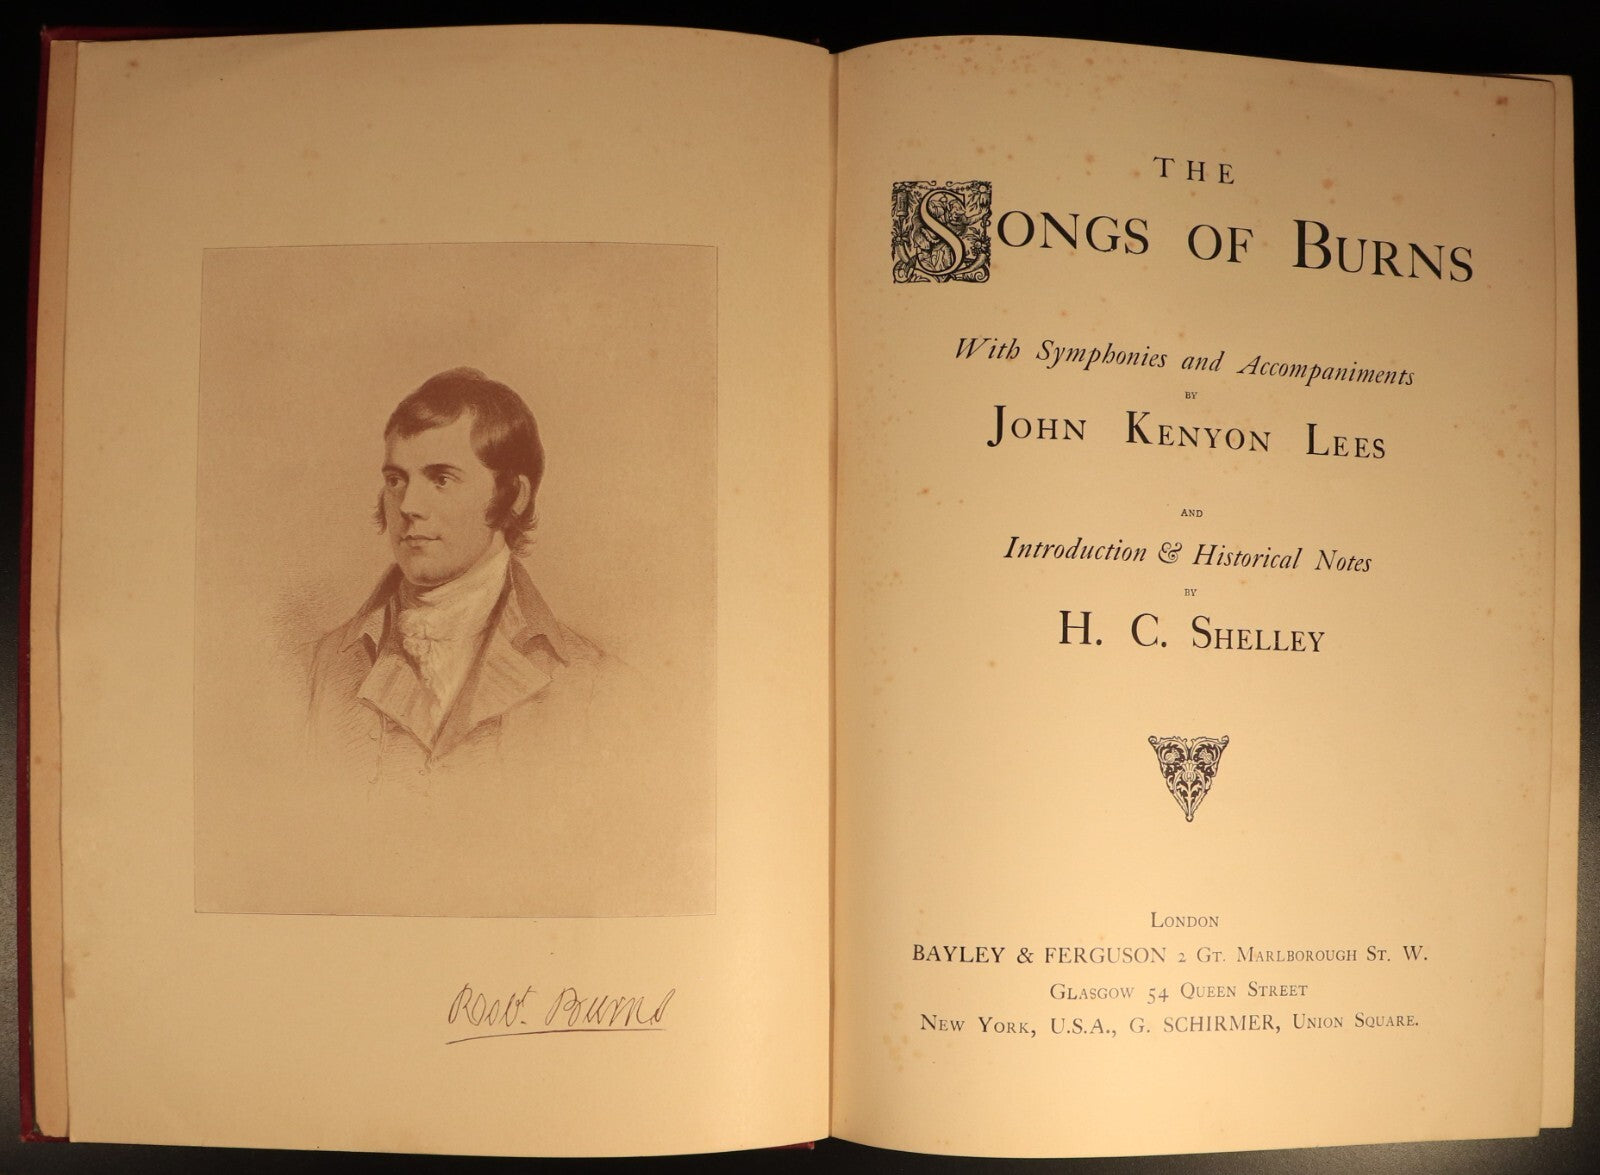 Robt. Burns
THE
SONGS OF BURNS
With Symphonies and Accompaniments
BY
JOHN KENYON LEES
AND
Introduction & Historical Notes
BY
H. C. SHELLEY
LONDON
BAYLEY & FERGUSON 2 GT. MARLBOROUGH ST. W.
GLASGOW 54 QUEEN STREET
NEW YORK, U.S.A., G. SCHIRMER, UNION SQUARE.